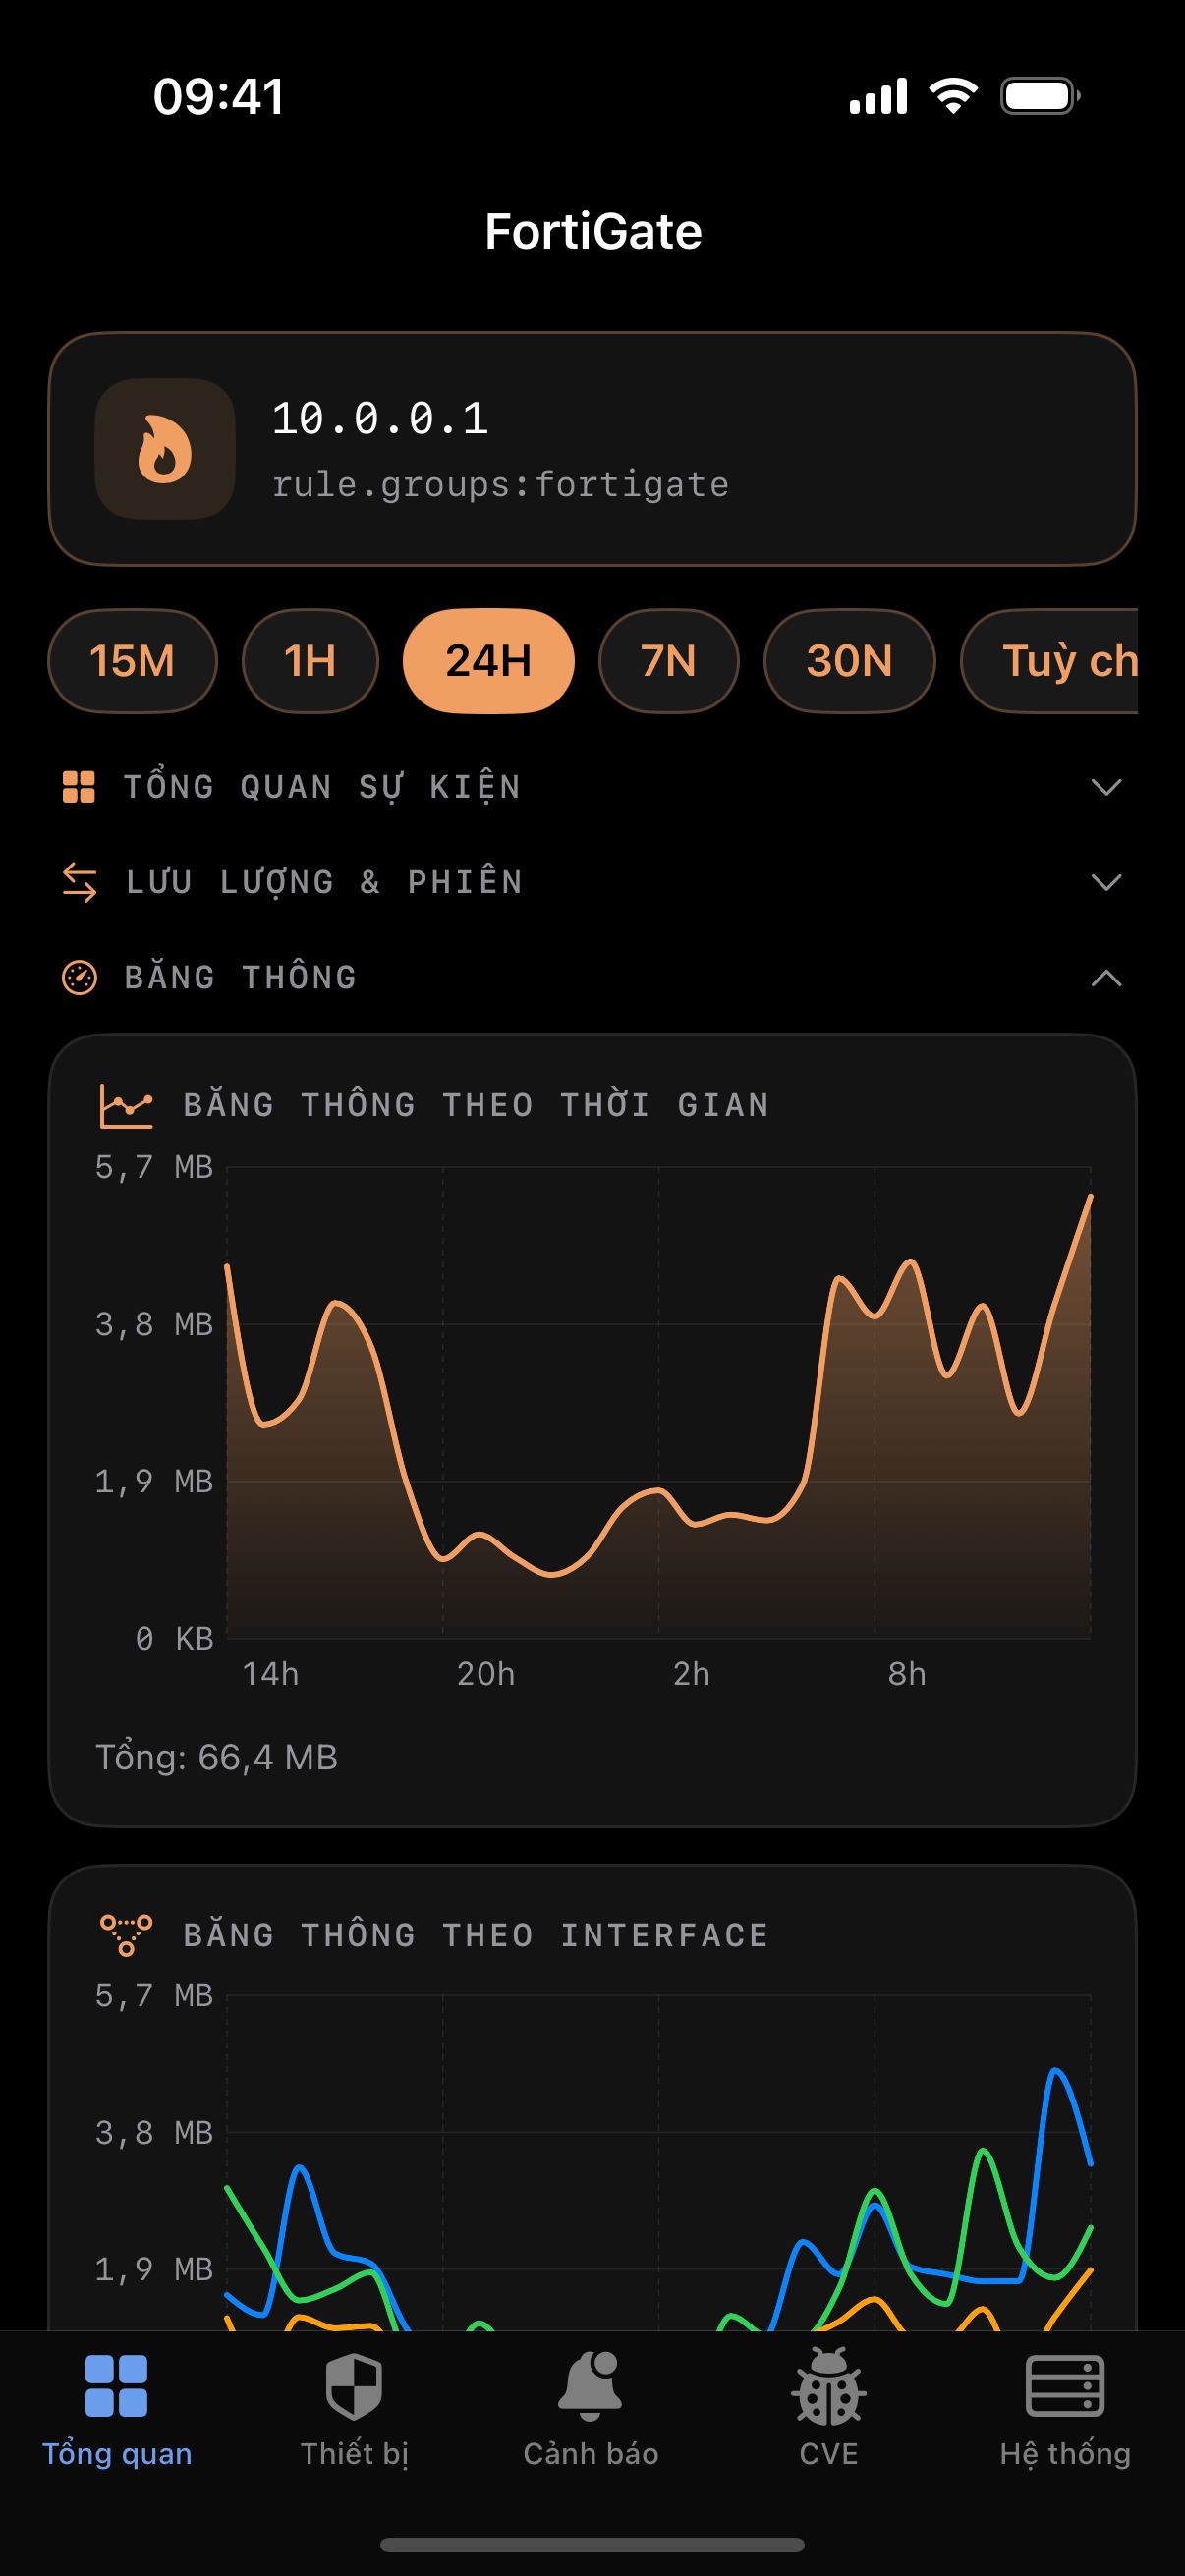 09:41
FortiGate
10.0.0.1
rule.groups:fortigate
15M 1H 24H 7N 30N Tuỳ ch
TỔNG QUAN SỰ KIỆN
LƯU LƯỢNG & PHIÊN
BĂNG THÔNG
BĂNG THÔNG THEO THỜI GIAN
5,7 MB
3,8 MB
1,9 MB
0 KB
14h 20h 2h 8h
Tổng: 66,4 MB
BĂNG THÔNG THEO INTERFACE
5,7 MB
3,8 MB
1,9 MB
Tổng quan Thiết bị Cảnh báo CVE Hệ thống